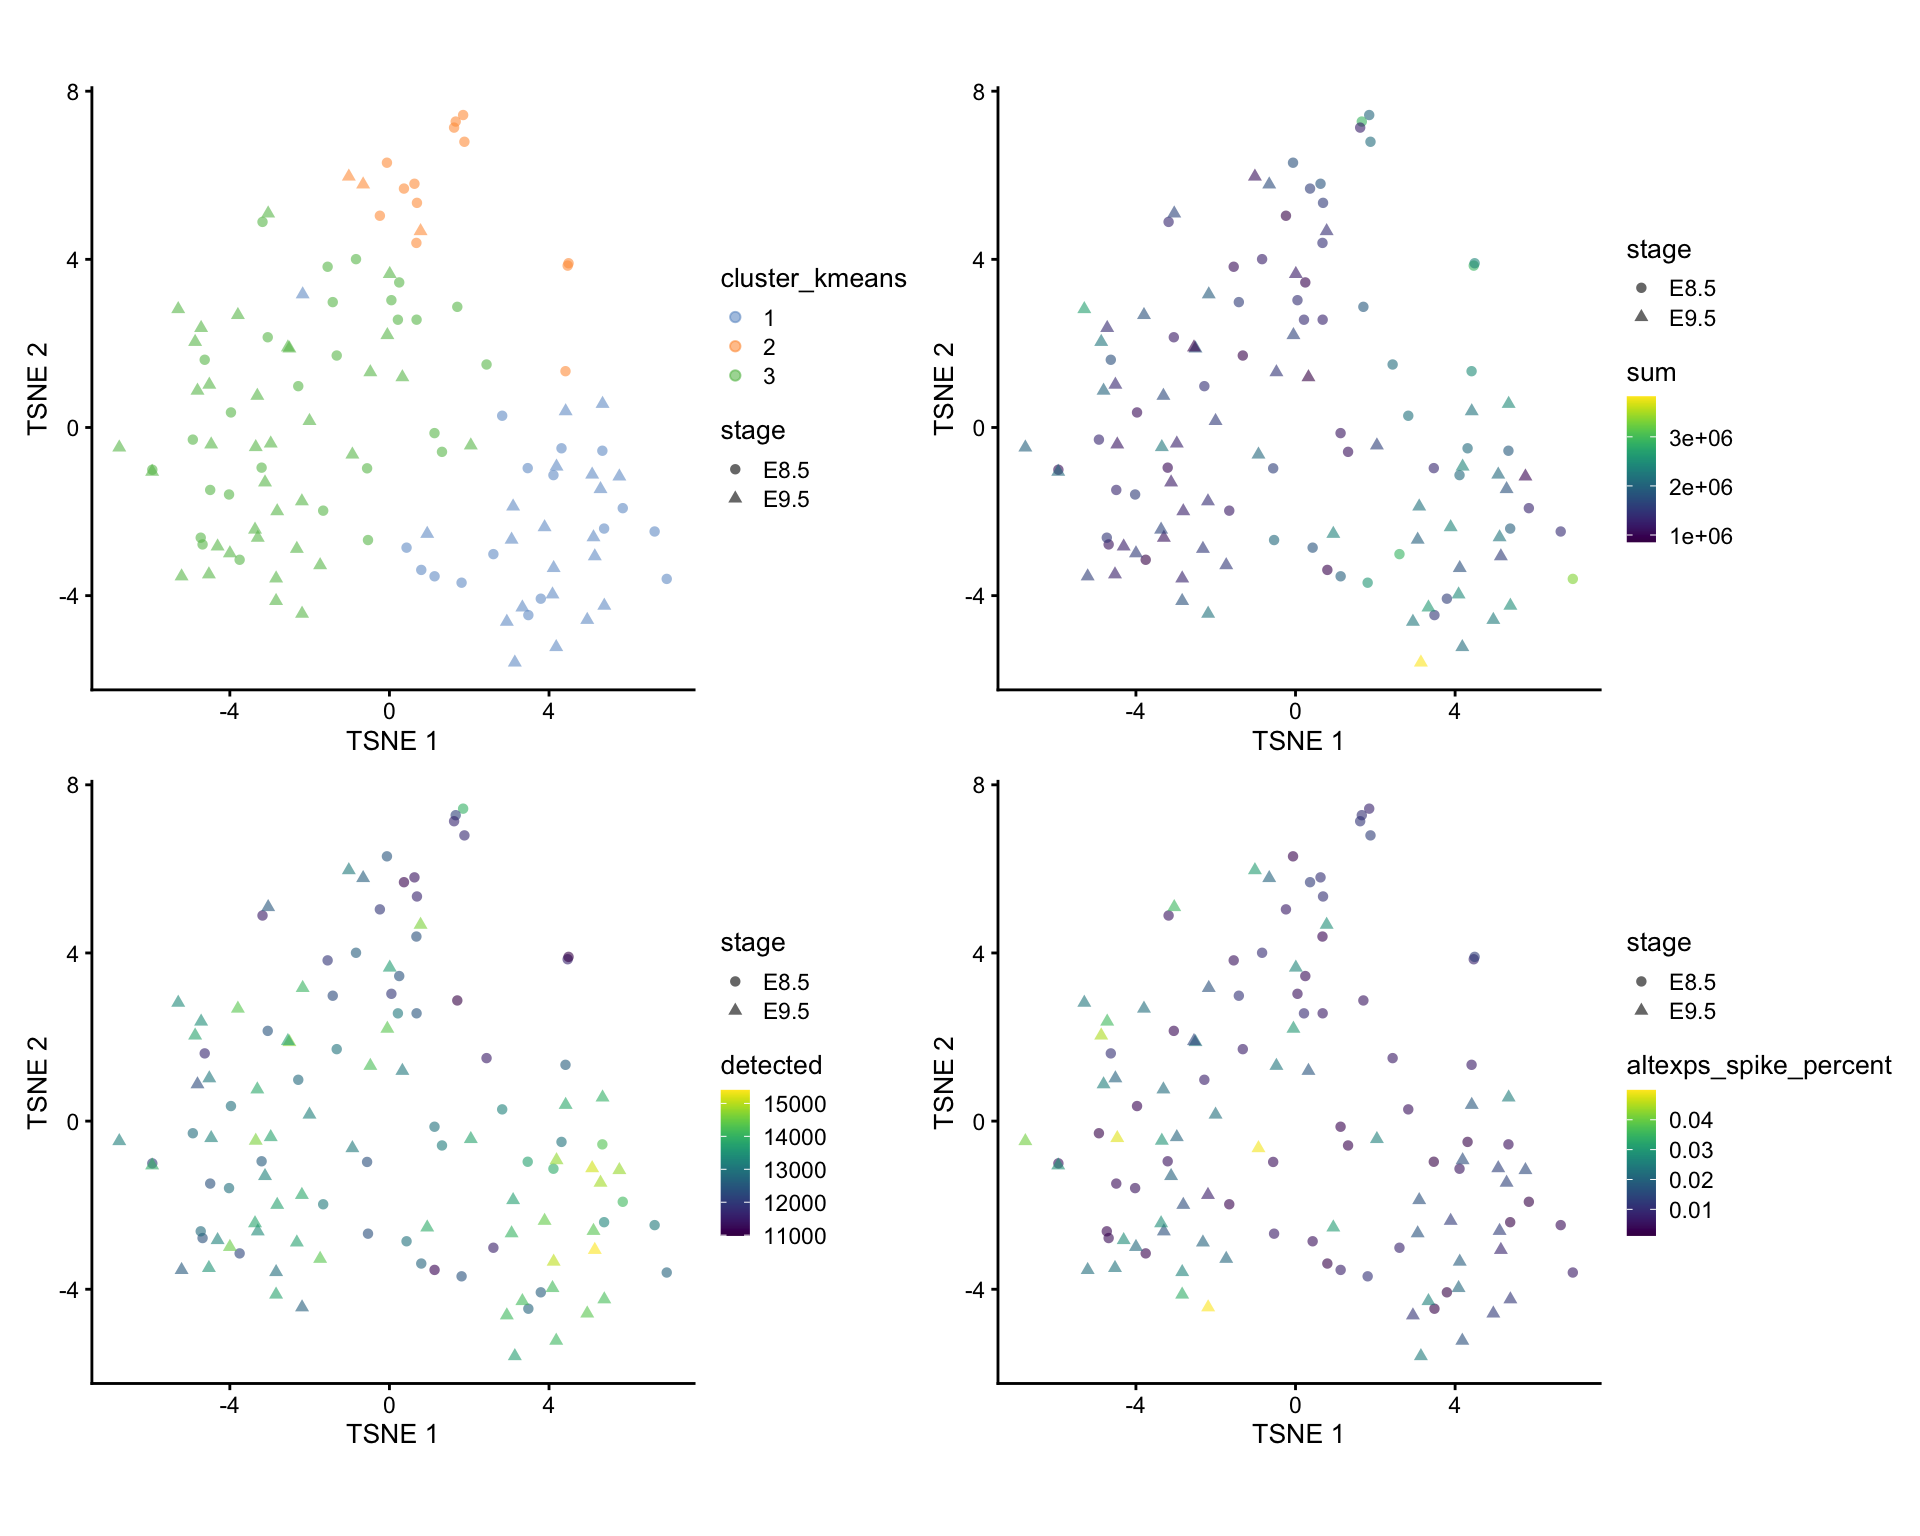 8
4
0
-4
TSNE 2
-4 0 4
TSNE 1
cluster_kmeans
1
2
3
stage
E8.5
E9.5
8
4
0
-4
TSNE 2
-4 0 4
TSNE 1
stage
E8.5
E9.5
sum
3e+06
2e+06
1e+06
8
4
0
-4
TSNE 2
-4 0 4
TSNE 1
stage
E8.5
E9.5
detected
15000
14000
13000
12000
11000
8
4
0
-4
TSNE 2
-4 0 4
TSNE 1
stage
E8.5
E9.5
altexps_spike_percent
0.04
0.03
0.02
0.01